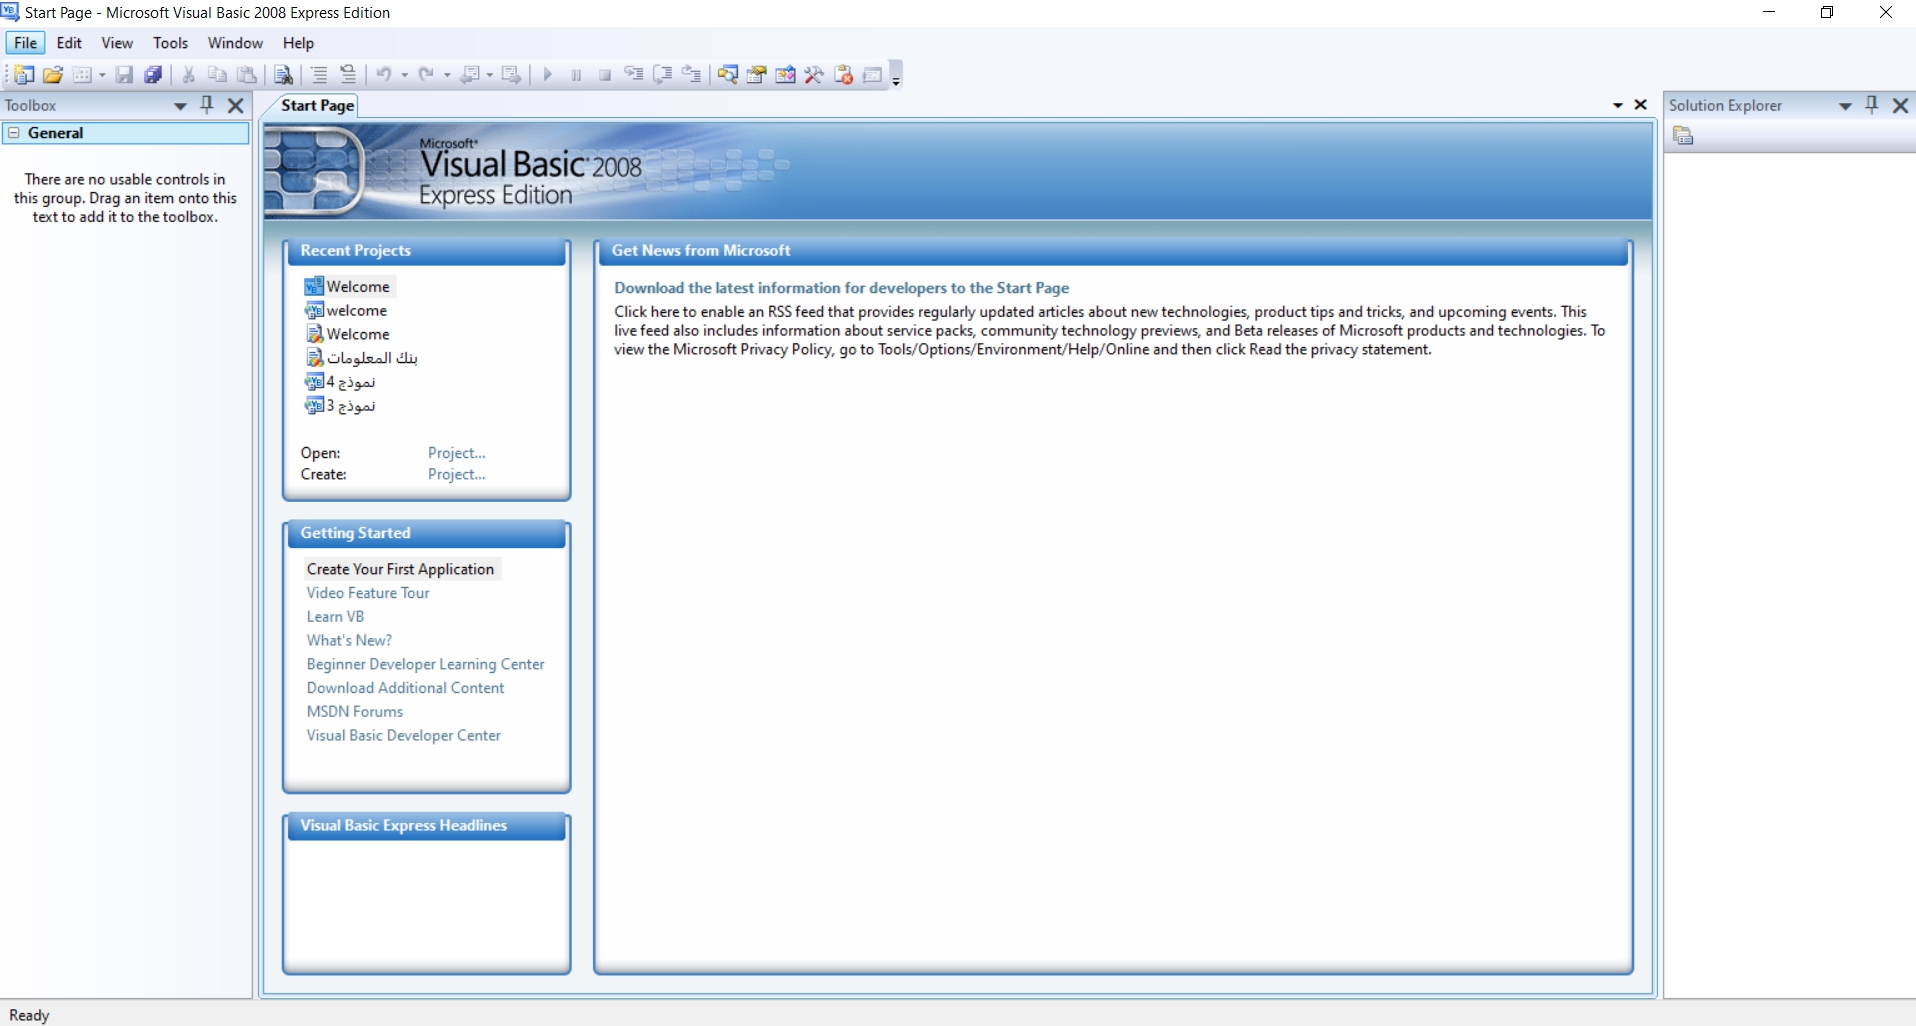 Start Page - Microsoft Visual Basic 2008 Express Edition
File Edit View Tools Window Help
Toolbox
General
There are no usable controls in
this group. Drag an item onto this
text to add it to the toolbox.
Start Page
Microsoft
Visual Basic 2008
Express Edition
Recent Projects
Welcome
welcome
Welcome
بنك المعلومات
نموذج 4
نموذج 3
Open: Project...
Create: Project...
Getting Started
Create Your First Application
Video Feature Tour
Learn VB
What's New?
Beginner Developer Learning Center
Download Additional Content
MSDN Forums
Visual Basic Developer Center
Visual Basic Express Headlines
Get News from Microsoft
Download the latest information for developers to the Start Page
Click here to enable an RSS feed that provides regularly updated articles about new technologies, product tips and tricks, and upcoming events. This
live feed also includes information about service packs, community technology previews, and Beta releases of Microsoft products and technologies. To
view the Microsoft Privacy Policy, go to Tools/Options/Environment/Help/Online and then click Read the privacy statement.
Solution Explorer
Ready